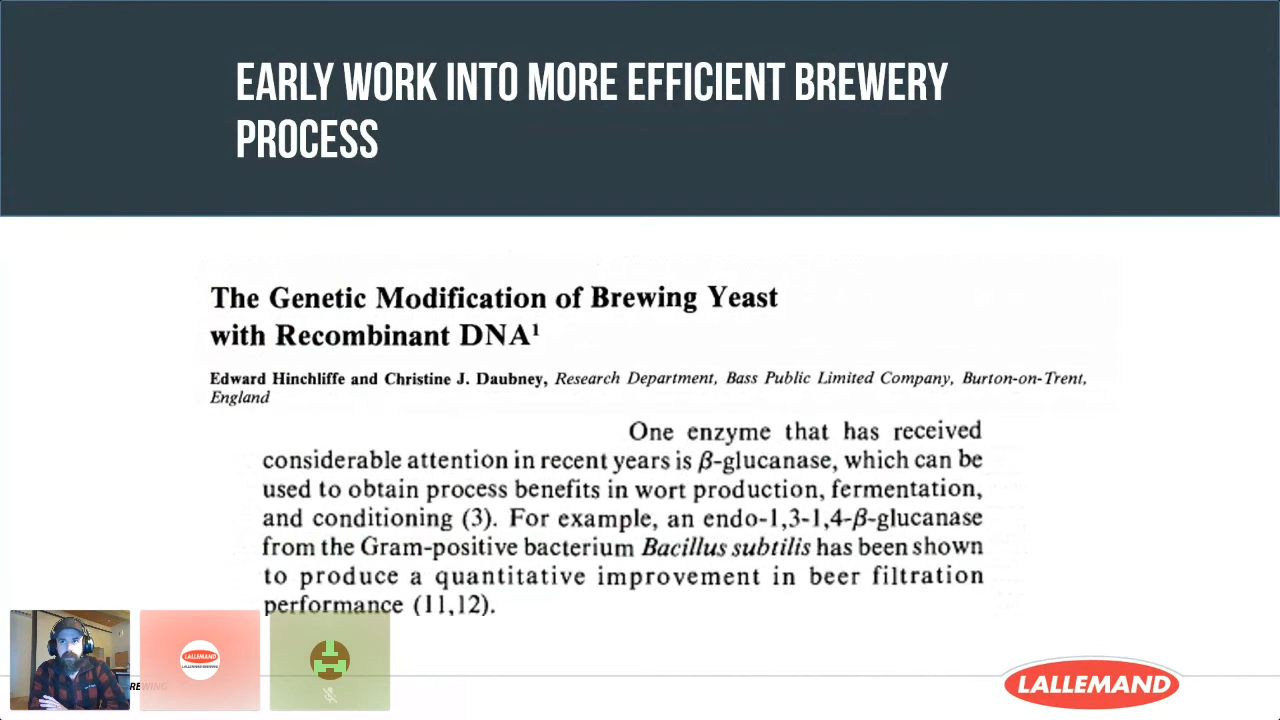 EARLY WORK INTO MORE EFFICIENT BREWERY
PROCESS
The Genetic Modification of Brewing Yeast
with Recombinant DNA¹
Edward Hinchliffe and Christine J. Daubney, Research Department, Bass Public Limited Company, Burton-on-Trent,
England
One enzyme that has received
considerable attention in recent years is β-glucanase, which can be
used to obtain process benefits in wort production, fermentation,
and conditioning (3). For example, an endo-1,3-1,4-β-glucanase
from the Gram-positive bacterium Bacillus subtilis has been shown
to produce a quantitative improvement in beer filtration
performance (11,12).
LALLEMAND
LALLEMAND BREWING
LALLEMAND